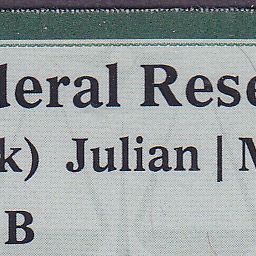 deral Rese
k) Julian | M
B